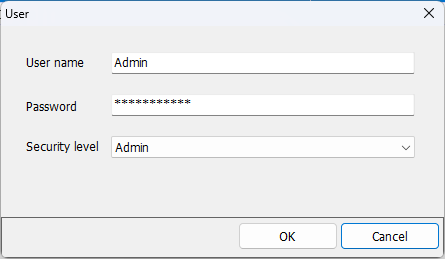 User
User name Admin
Password ***********
Security level Admin
OK Cancel